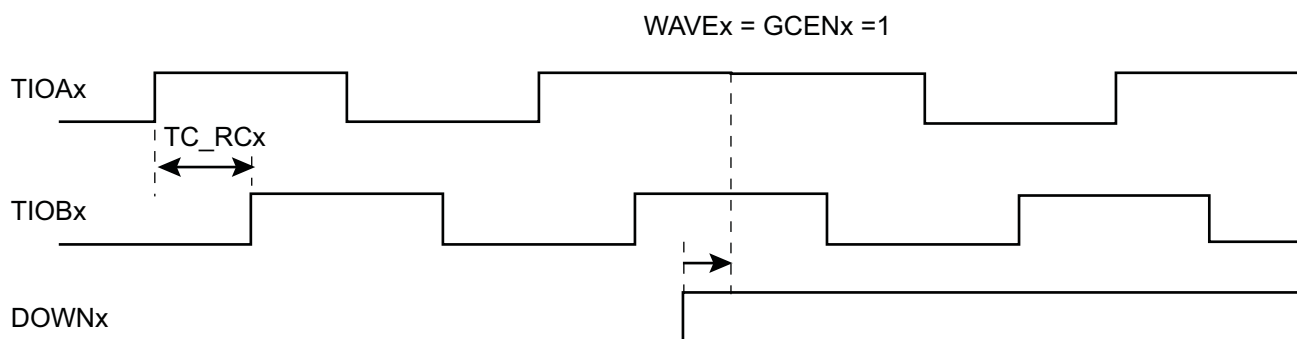 WAVEx = GCENx =1
TIOAx
TC_RCx
TIOBx
DOWNx